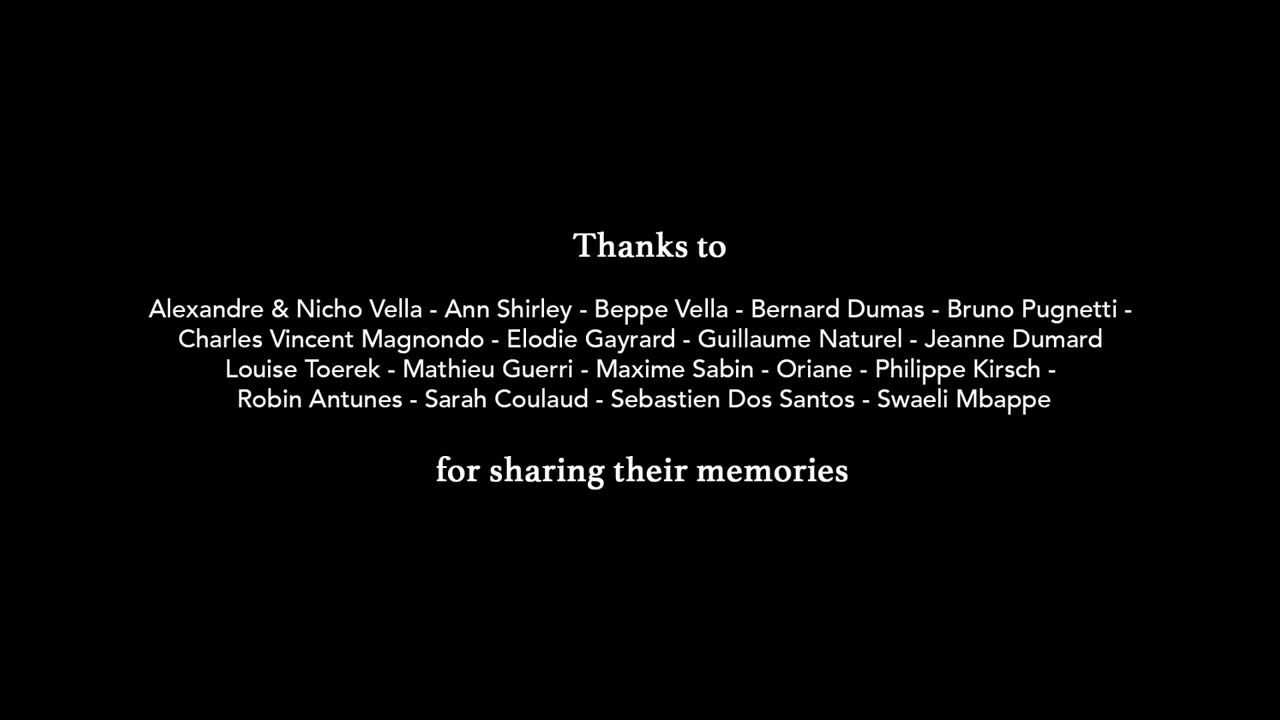 Thanks to
Alexandre & Nicho Vella - Ann Shirley - Beppe Vella - Bernard Dumas - Bruno Pugnetti -
Charles Vincent Magnondo - Elodie Gayrard - Guillaume Naturel - Jeanne Dumard
Louise Toerek - Mathieu Guerri - Maxime Sabin - Oriane - Philippe Kirsch -
Robin Antunes - Sarah Coulaud - Sebastien Dos Santos - Swaeli Mbappe
for sharing their memories